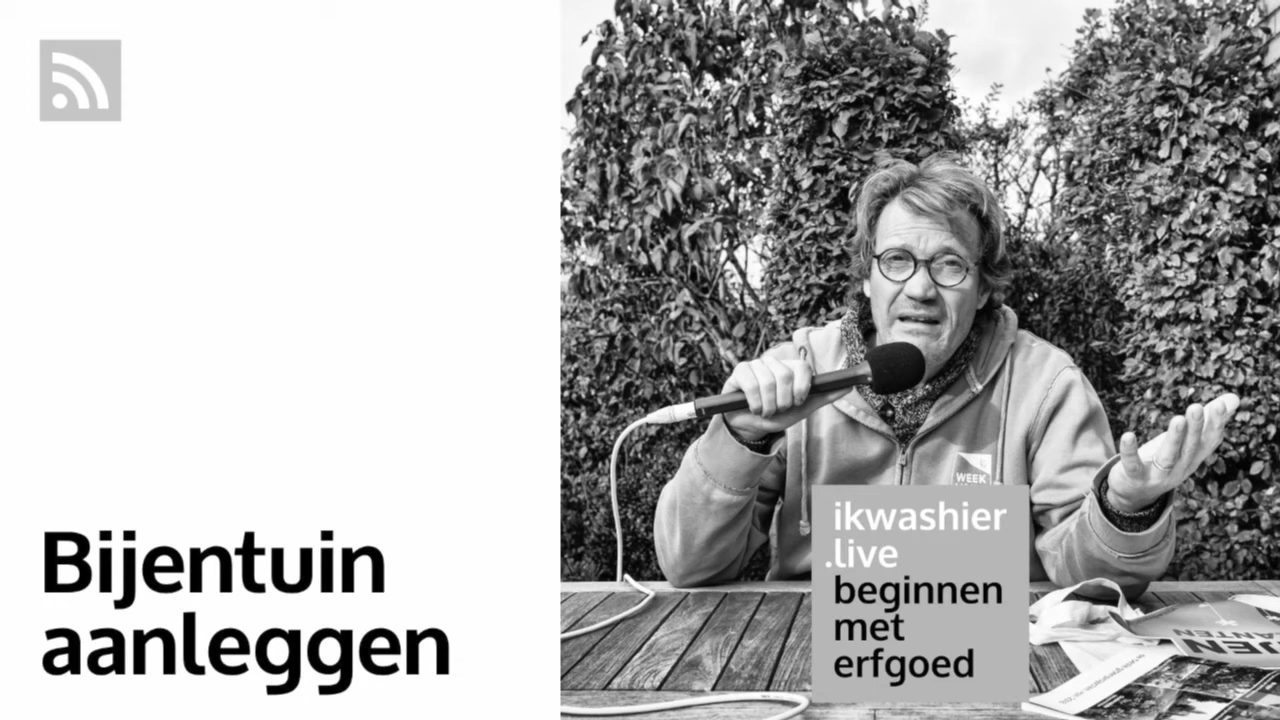 Bijentuin
aanleggen
WEEK
ikwashier
.live
beginnen
met
erfgoed